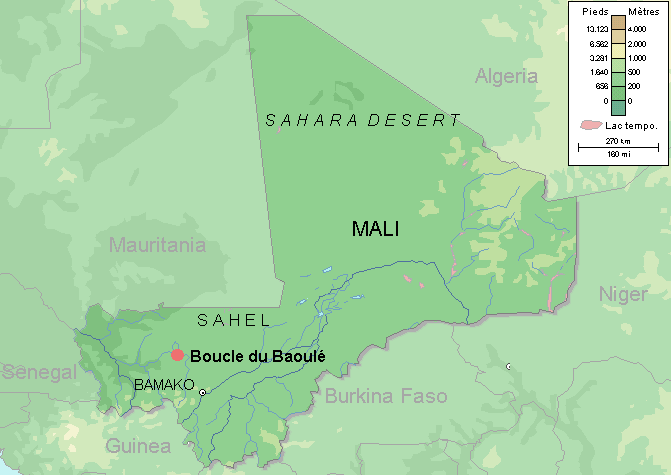 Pieds Mètres
13.123 4.000
6.562 2.000
3.281 1.000
1.640 500
656 200
0 0
Lac tempo.
270 km
160 mi
Algeria
SAHARA DESERT
MALI
Mauritania
Niger
SAHEL
Boucle du Baoulé
Senegal
BAMAKO
Burkina Faso
Guinea